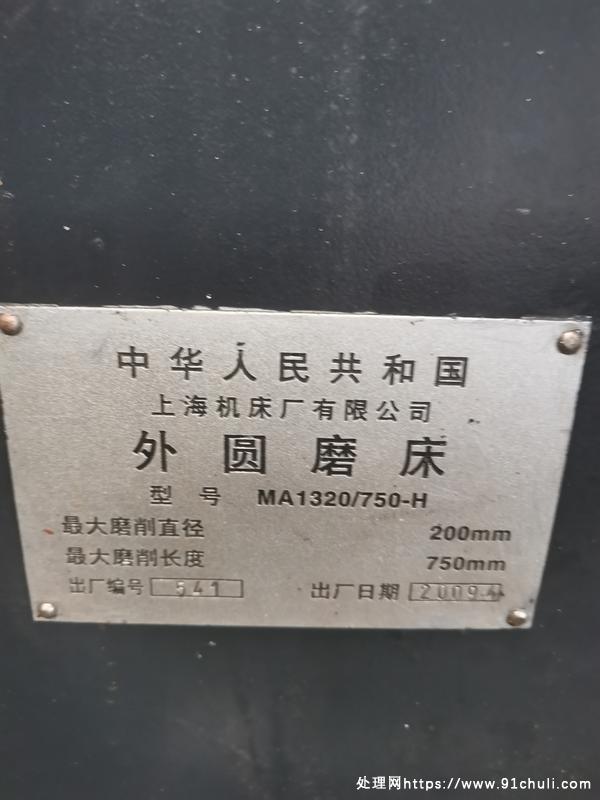 中华人民共和国
上海机床厂有限公司
外圆磨床
型号 MA1320/750-H
最大磨削直径 200mm
最大磨削长度 750mm
出厂编号 541 出厂日期 2009.4
处理网https://www.91chuli.com/